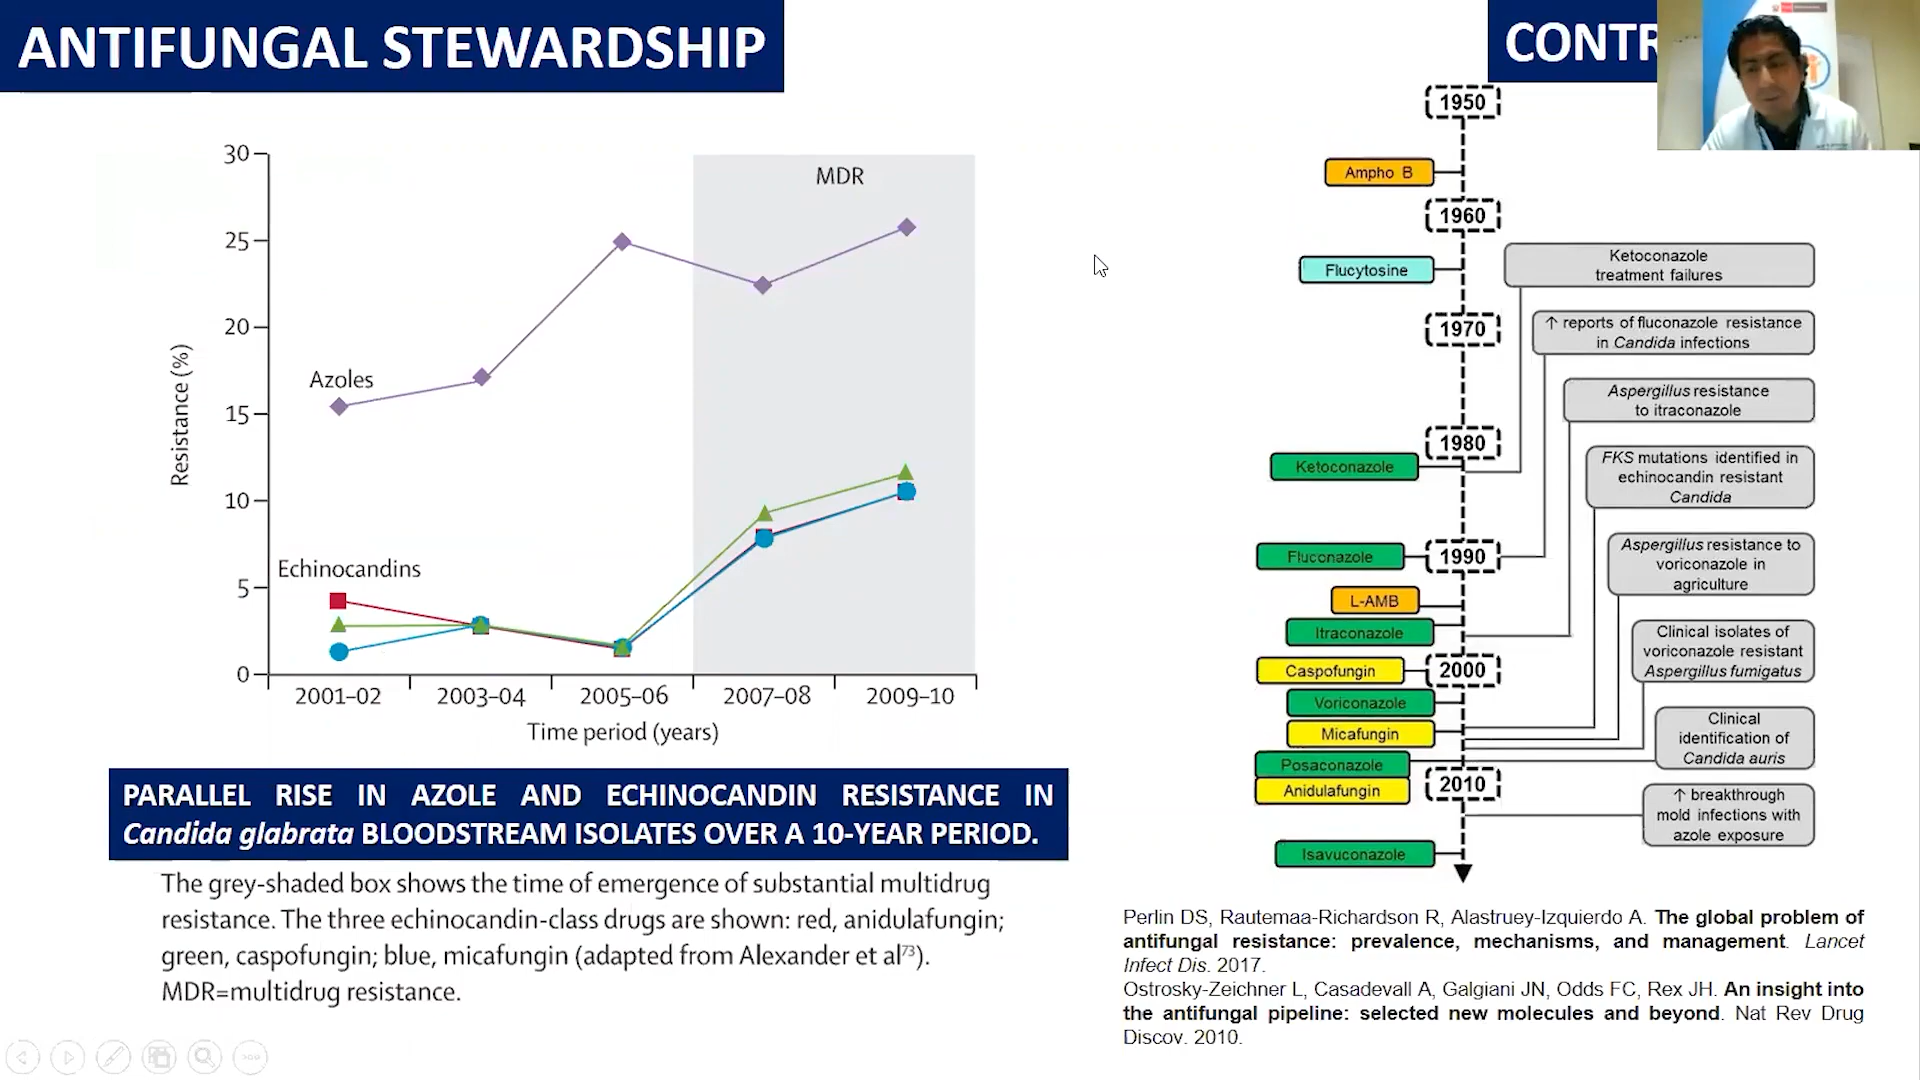 ANTIFUNGAL STEWARDSHIP
CONTR
30
25
20
15
10
5
0
Resistance (%)
MDR
Azoles
Echinocandins
2001–02
2003–04
2005–06
2007–08
2009–10
Time period (years)
PARALLEL RISE IN AZOLE AND ECHINOCANDIN RESISTANCE IN
Candida glabrata BLOODSTREAM ISOLATES OVER A 10-YEAR PERIOD.
The grey-shaded box shows the time of emergence of substantial multidrug
resistance. The three echinocandin-class drugs are shown: red, anidulafungin;
green, caspofungin; blue, micafungin (adapted from Alexander et al73).
MDR=multidrug resistance.
1950
Ampho B
1960
Flucytosine
1970
1980
Ketoconazole
Fluconazole
1990
L-AMB
Itraconazole
Caspofungin
2000
Voriconazole
Micafungin
Posaconazole
Anidulafungin
2010
Isavuconazole
Ketoconazole
treatment failures
↑ reports of fluconazole resistance
in Candida infections
Aspergillus resistance
to itraconazole
FKS mutations identified in
echinocandin resistant
Candida
Aspergillus resistance to
voriconazole in
agriculture
Clinical isolates of
voriconazole resistant
Aspergillus fumigatus
Clinical
identification of
Candida auris
↑ breakthrough
mold infections with
azole exposure
Perlin DS, Rautemaa-Richardson R, Alastruey-Izquierdo A. The global problem of
antifungal resistance: prevalence, mechanisms, and management. Lancet
Infect Dis. 2017.
Ostrosky-Zeichner L, Casadevall A, Galgiani JN, Odds FC, Rex JH. An insight into
the antifungal pipeline: selected new molecules and beyond. Nat Rev Drug
Discov. 2010.